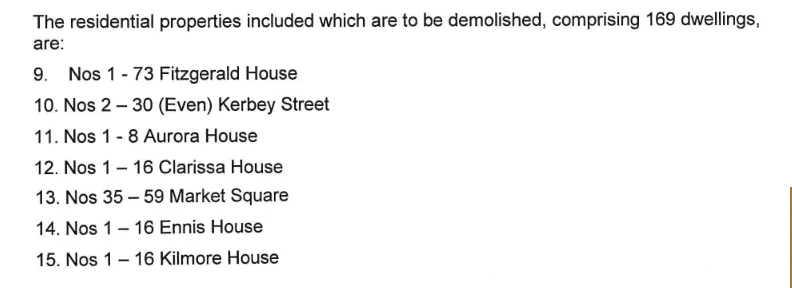 The residential properties included which are to be demolished, comprising 169 dwellings,
are:
9. Nos 1 - 73 Fitzgerald House
10. Nos 2 – 30 (Even) Kerbey Street
11. Nos 1 - 8 Aurora House
12. Nos 1 – 16 Clarissa House
13. Nos 35 – 59 Market Square
14. Nos 1 – 16 Ennis House
15. Nos 1 – 16 Kilmore House